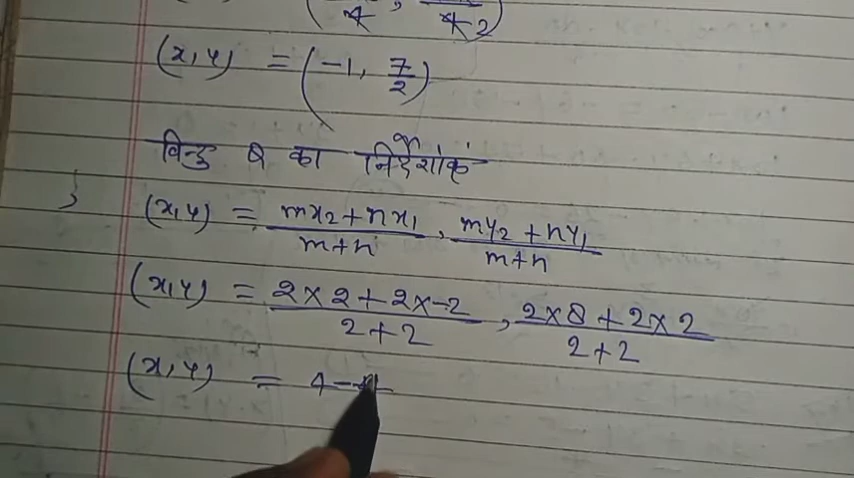 (x,y) = (-1, 7/2)
बिन्दु Q का निर्देशांक
(x,y) = mx₂+nx₁/m+n , my₂+ny₁/m+n
(x,y) = 2×2+2×-2/2+2 , 2×8+2×2/2+2
(x,y) = 4-4